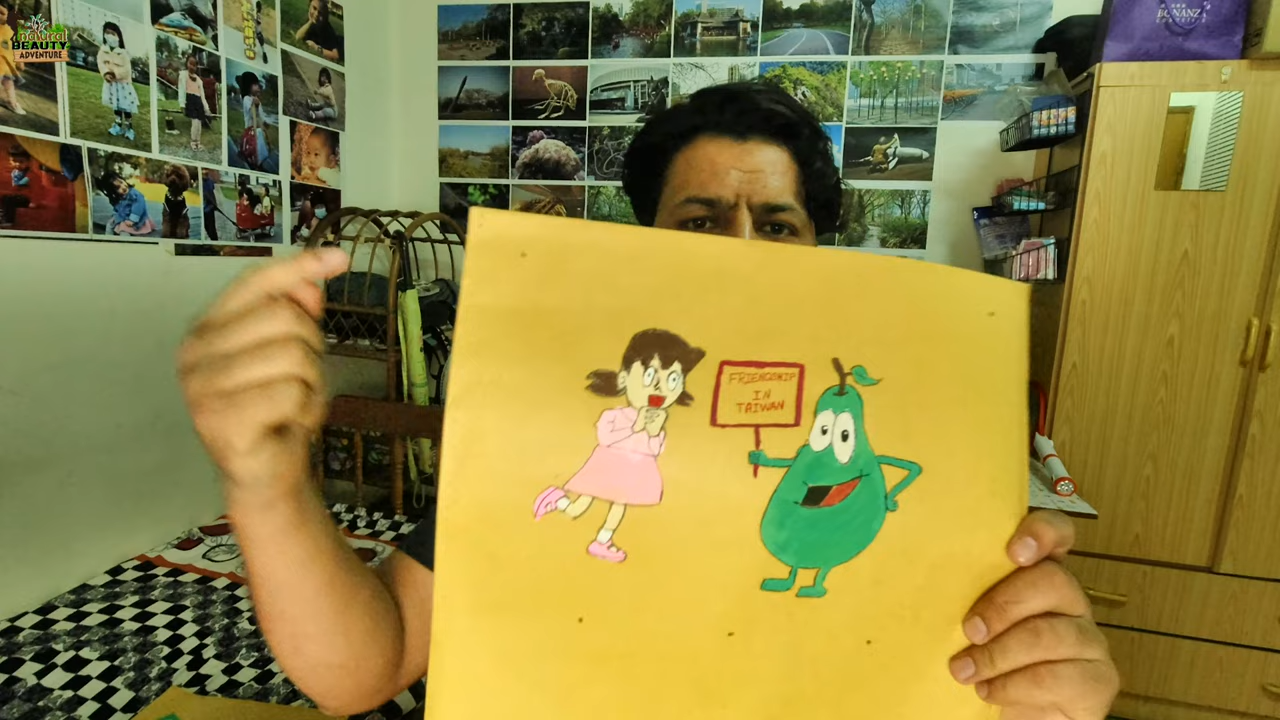 natural
BEAUTY
ADVENTURE
BONANZA
FRIENDSHIP
IN
TAIWAN